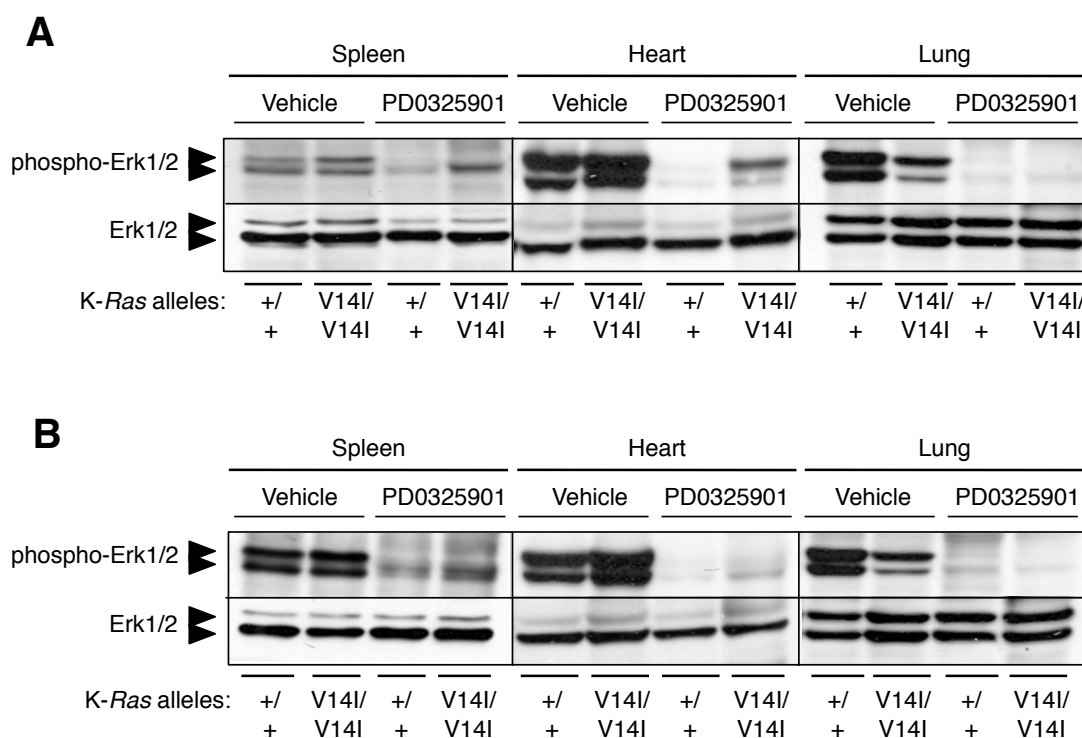 A
Spleen Heart Lung
Vehicle PD0325901 Vehicle PD0325901 Vehicle PD0325901
phospho-Erk1/2
Erk1/2
K-Ras alleles: +/ V14I/ +/ V14I/ +/ V14I/ +/ V14I/ +/ V14I/ +/ V14I/
+ V14I + V14I + V14I + V14I + V14I + V14I
B
Spleen Heart Lung
Vehicle PD0325901 Vehicle PD0325901 Vehicle PD0325901
phospho-Erk1/2
Erk1/2
K-Ras alleles: +/ V14I/ +/ V14I/ +/ V14I/ +/ V14I/ +/ V14I/ +/ V14I/
+ V14I + V14I + V14I + V14I + V14I + V14I